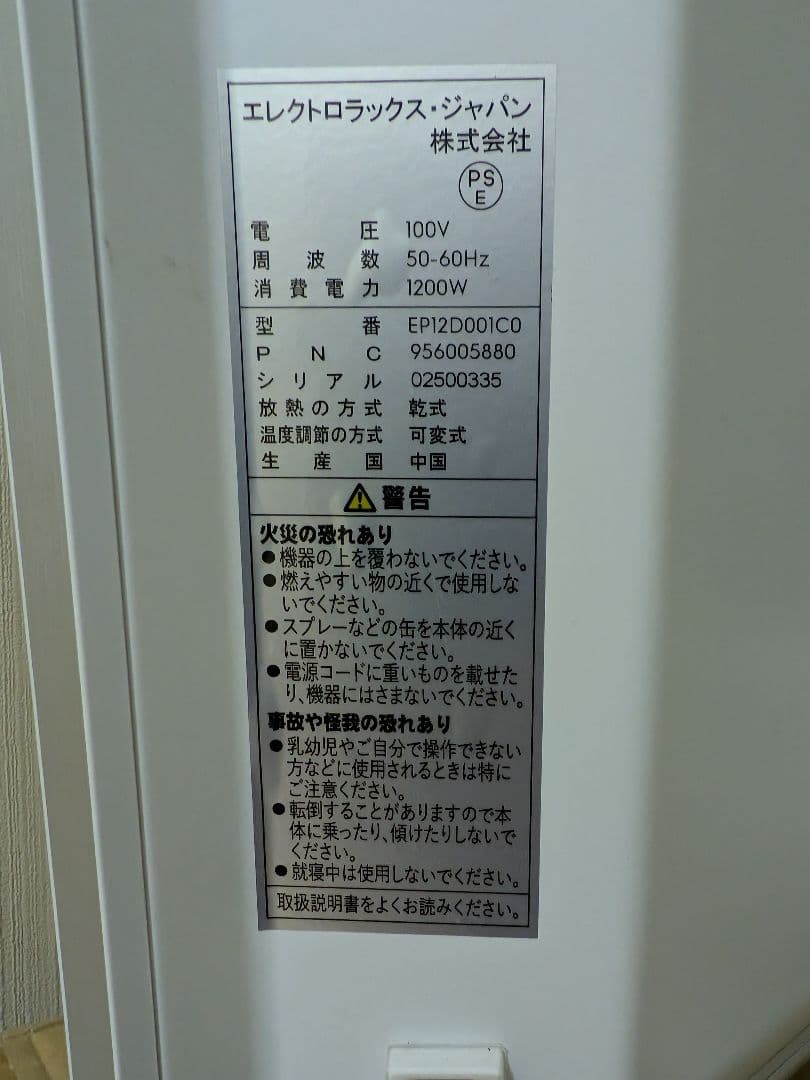 エレクトロラックス・ジャパン
株式会社
PS
E
電圧 100V
周波数 50-60Hz
消費電力 1200W
型番 EP12D001C0
PNC 956005880
シリアル 02500335
放熱の方式 乾式
温度調節の方式 可変式
生産国 中国
警告
火災の恐れあり
●機器の上を覆わないでください。
●燃えやすい物の近くで使用しな
いでください。
●スプレーなどの缶を本体の近く
に置かないでください。
●電源コードに重いものを載せた
り、機器にはさまないでください。
事故や怪我の恐れあり
●乳幼児やご自分で操作できない
方などに使用されるときは特に
ご注意ください。
●転倒することがありますので本
体に乗ったり、傾けたりしないで
ください。
●就寝中は使用しないでください。
取扱説明書をよくお読みください。